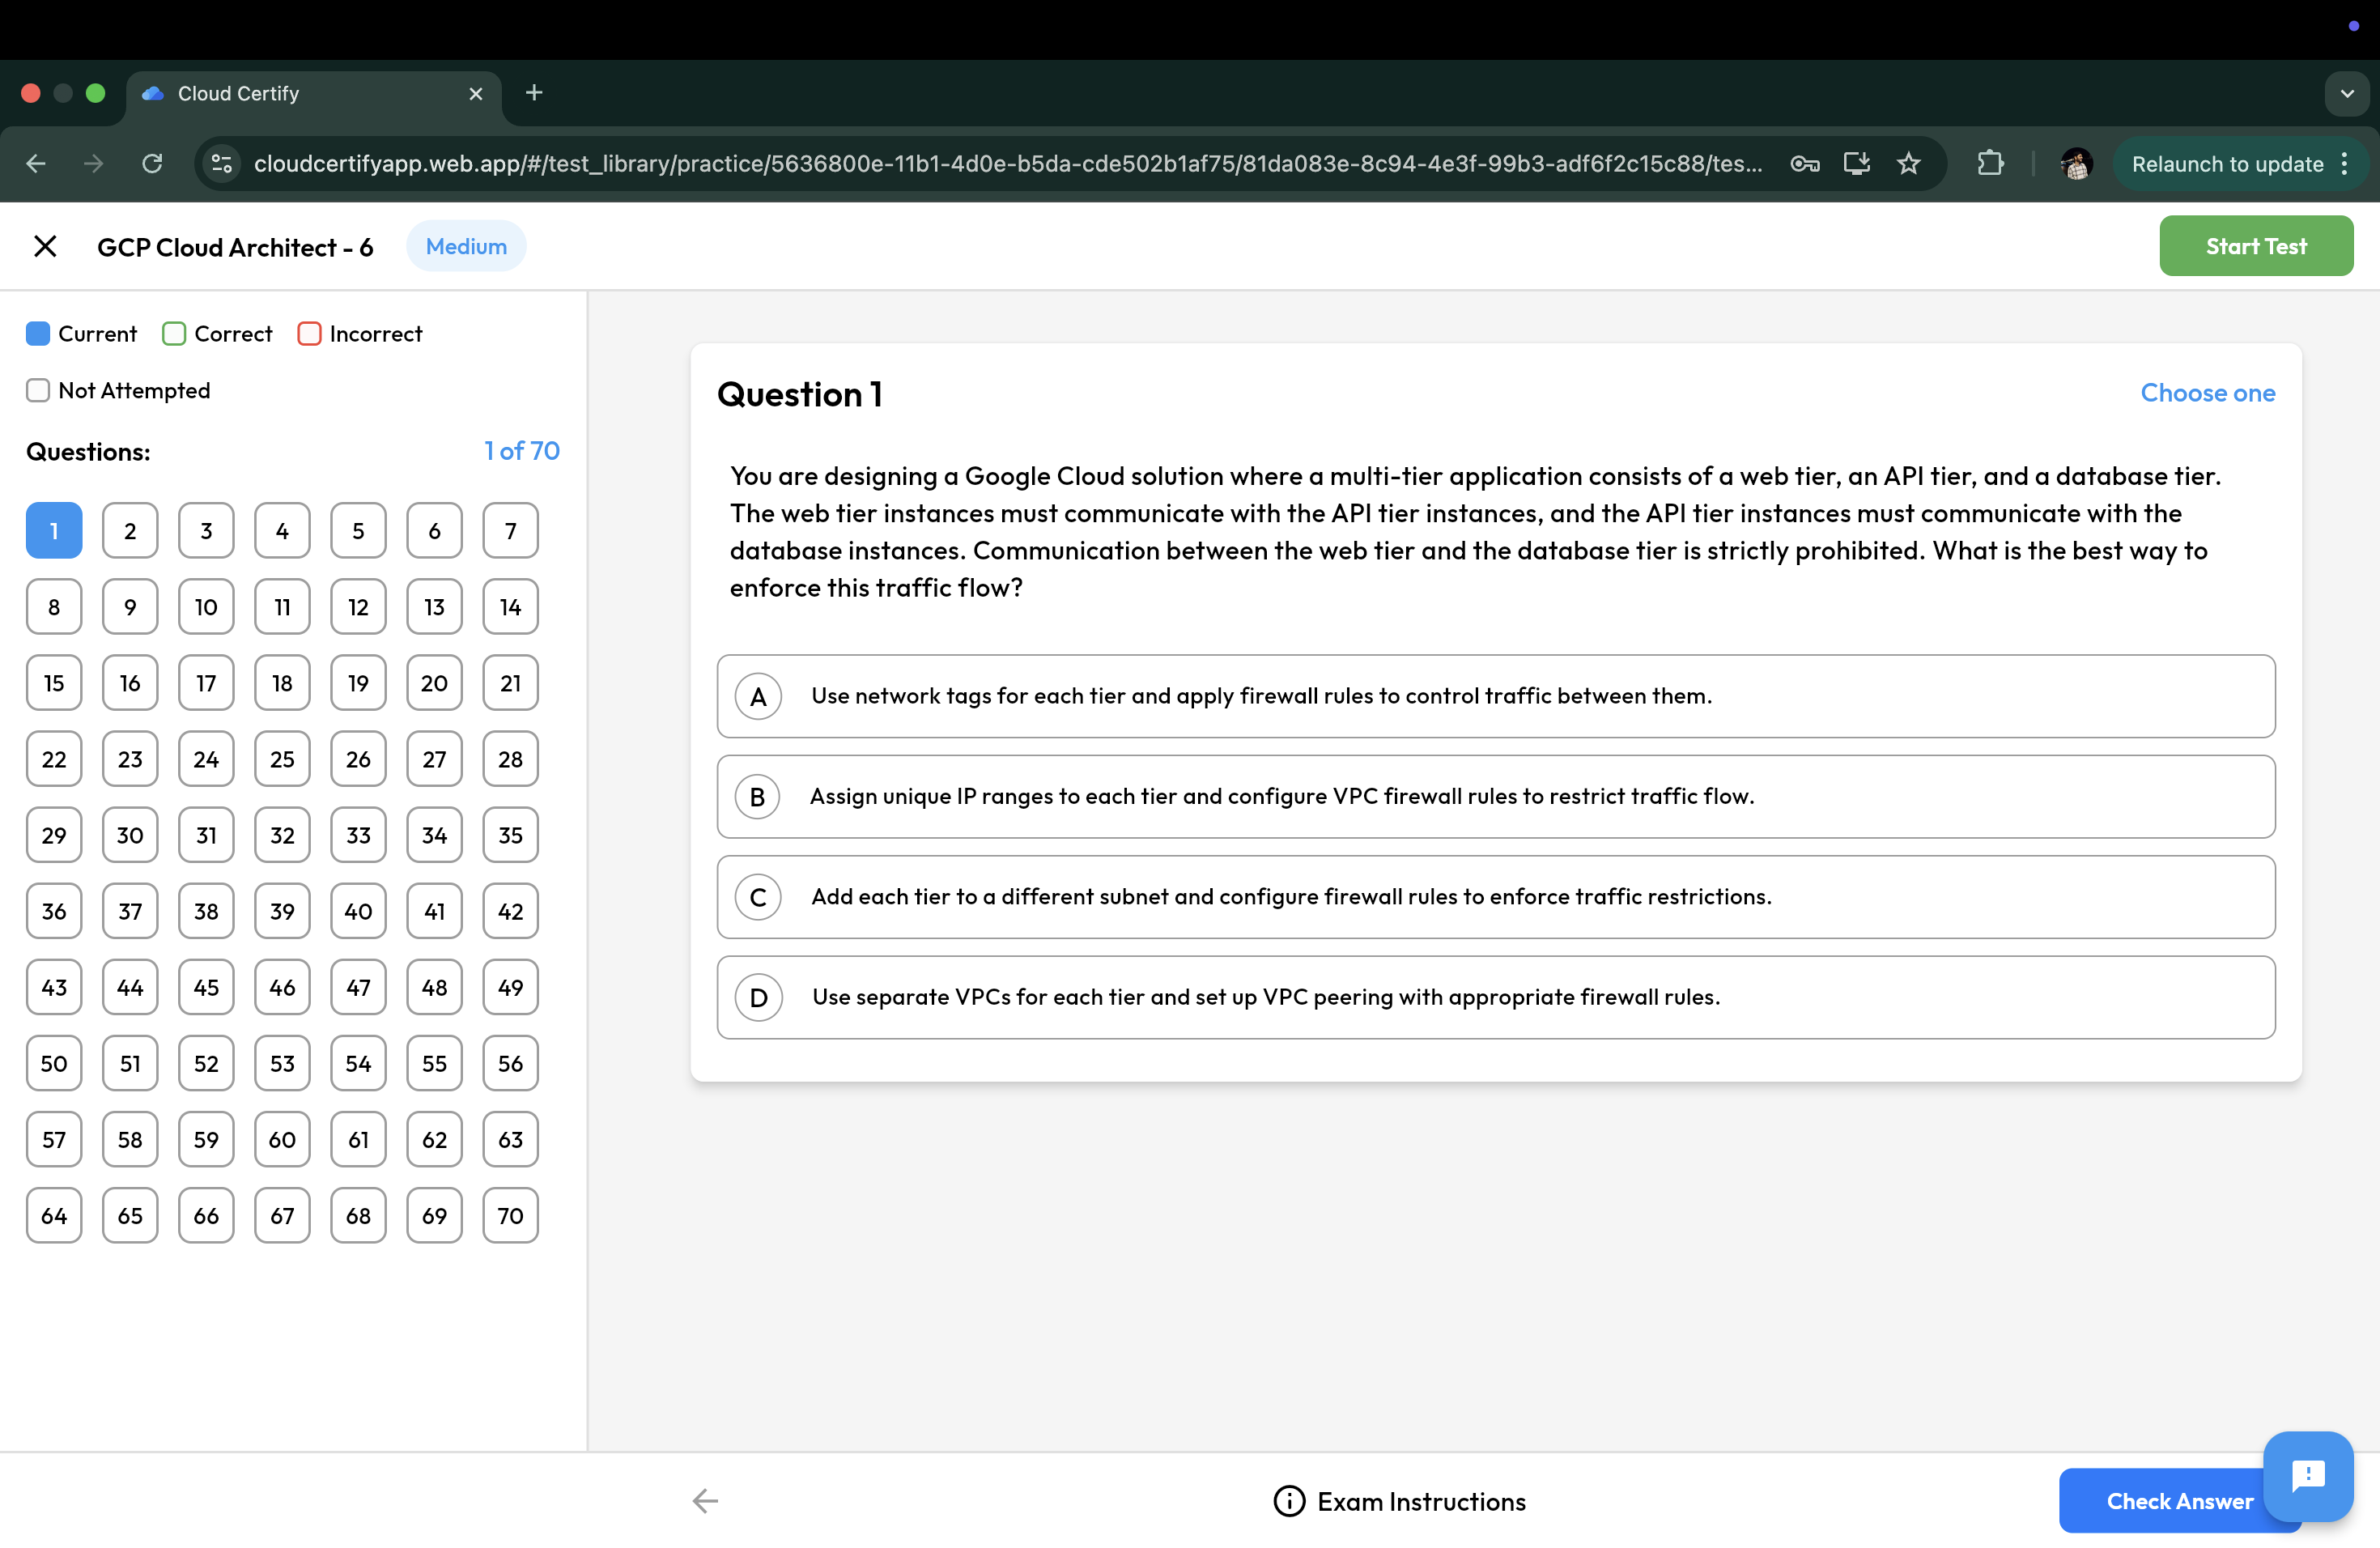 Cloud Certify
cloudcertifyapp.web.app/#/test_library/practice/5636800e-11b1-4d0e-b5da-cde502b1af75/81da083e-8c94-4e3f-99b3-adf6f2c15c88/tes...
Relaunch to update
GCP Cloud Architect - 6
Medium
Start Test
Current
Correct
Incorrect
Not Attempted
Questions:
1 of 70
1 2 3 4 5 6 7
8 9 10 11 12 13 14
15 16 17 18 19 20 21
22 23 24 25 26 27 28
29 30 31 32 33 34 35
36 37 38 39 40 41 42
43 44 45 46 47 48 49
50 51 52 53 54 55 56
57 58 59 60 61 62 63
64 65 66 67 68 69 70
Question 1
Choose one
You are designing a Google Cloud solution where a multi-tier application consists of a web tier, an API tier, and a database tier.
The web tier instances must communicate with the API tier instances, and the API tier instances must communicate with the
database instances. Communication between the web tier and the database tier is strictly prohibited. What is the best way to
enforce this traffic flow?
A Use network tags for each tier and apply firewall rules to control traffic between them.
B Assign unique IP ranges to each tier and configure VPC firewall rules to restrict traffic flow.
C Add each tier to a different subnet and configure firewall rules to enforce traffic restrictions.
D Use separate VPCs for each tier and set up VPC peering with appropriate firewall rules.
Exam Instructions
Check Answer